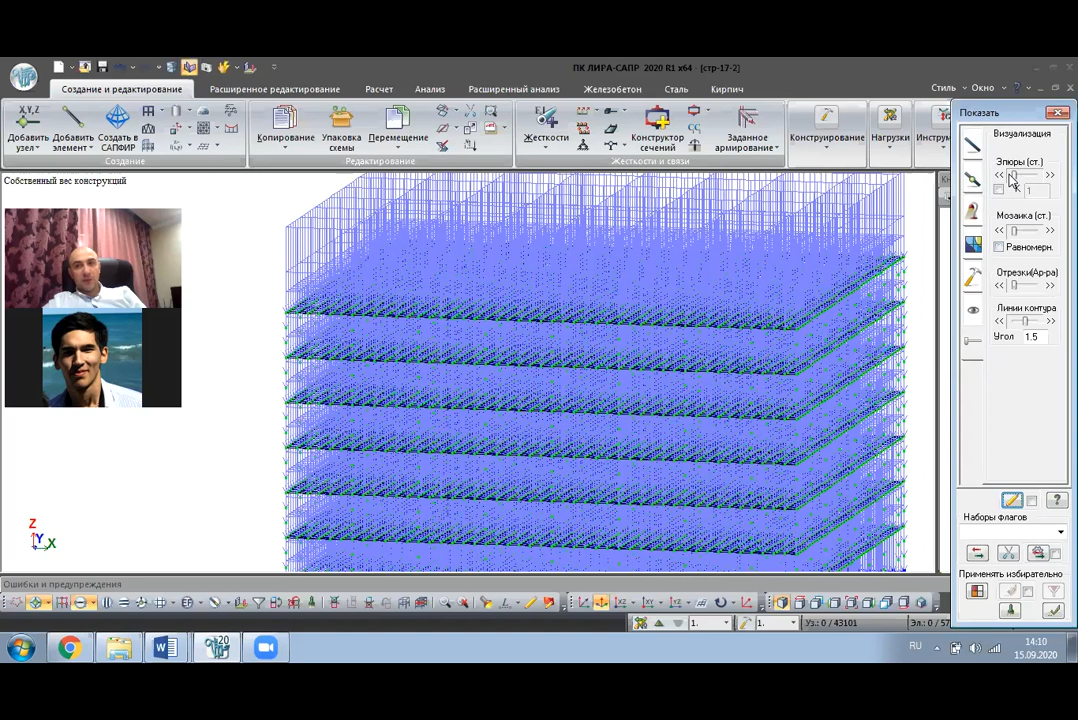 ПК ЛИРА-САПР 2020 R1 x64 - [стр-17-2]
Создание и редактирование
Расширенное редактирование
Расчет
Анализ
Расширенный анализ
Железобетон
Сталь
Кирпич
Стиль
Окно
Добавить узел
Добавить элемент
Создать в САПФИР
Копирование
Упаковка схемы
Перемещение
Жесткости
Конструктор сечений
Заданное армирование
Конструирование
Нагрузки
Создание
Редактирование
Жесткости и связи
Показать
Визуализация
Эпюры (ст.)
<< >>
1
Мозаика (ст.)
<< >>
Равномерн.
Отрезки(Ар-ра)
<< >>
Линии контура
<< >>
Угол 1.5
Наборы флагов
Применять избирательно
Собственный вес конструкций
Z
Y
X
Ошибки и предупреждения
1.
1.
Уз.: 0 / 43101
Эл.: 0 / 57
RU
14:10
15.09.2020